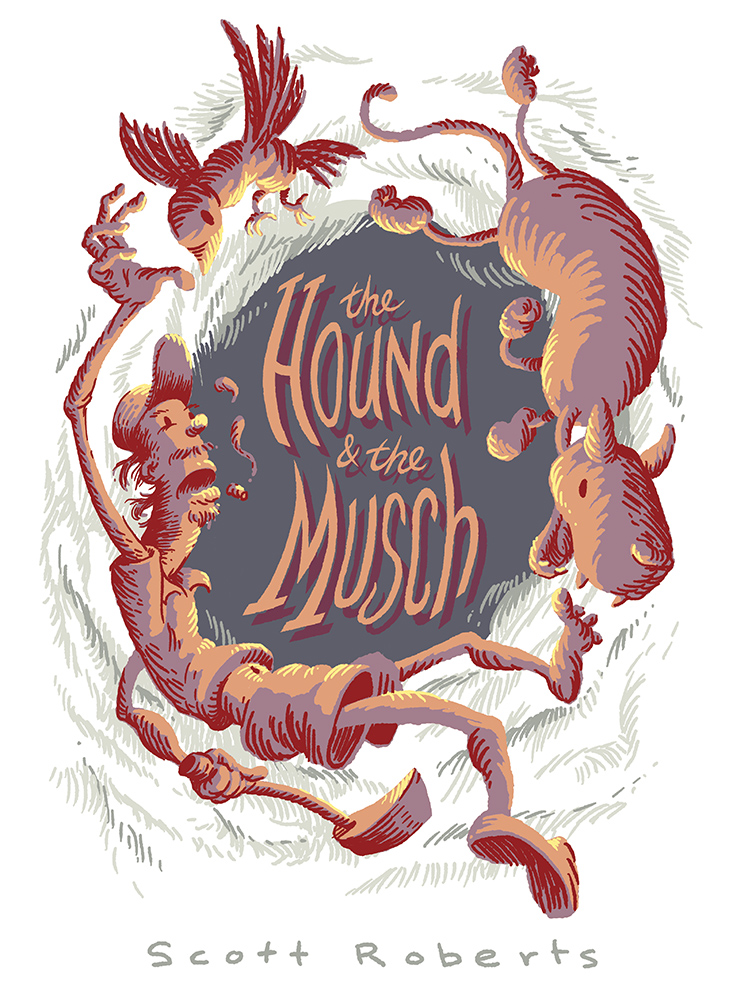 the
Hound
& the
Musch
Scott Roberts